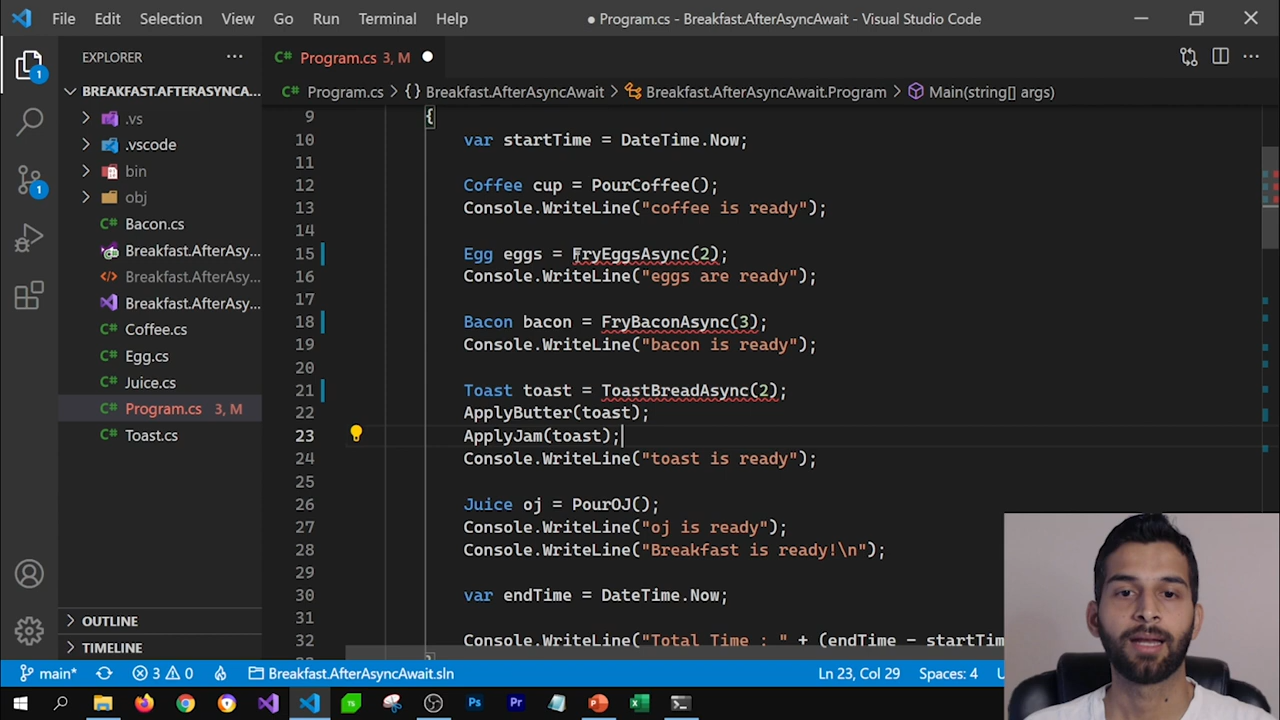 File Edit Selection View Go Run Terminal Help ● Program.cs - Breakfast.AfterAsyncAwait - Visual Studio Code
EXPLORER ···
C# Program.cs 3, M
BREAKFAST.AFTERASYNCA...
C# Program.cs > {} Breakfast.AfterAsyncAwait > Breakfast.AfterAsyncAwait.Program > Main(string[] args)
.vs
.vscode
bin
obj
C# Bacon.cs
Breakfast.AfterAsy...
Breakfast.AfterAsy...
Breakfast.AfterAsy...
C# Coffee.cs
C# Egg.cs
C# Juice.cs
C# Program.cs 3, M
C# Toast.cs
OUTLINE
TIMELINE
1
1
9 {
10 var startTime = DateTime.Now;
11
12 Coffee cup = PourCoffee();
13 Console.WriteLine("coffee is ready");
14
15 Egg eggs = FryEggsAsync(2);
16 Console.WriteLine("eggs are ready");
17
18 Bacon bacon = FryBaconAsync(3);
19 Console.WriteLine("bacon is ready");
20
21 Toast toast = ToastBreadAsync(2);
22 ApplyButter(toast);
23 ApplyJam(toast);
24 Console.WriteLine("toast is ready");
25
26 Juice oj = PourOJ();
27 Console.WriteLine("oj is ready");
28 Console.WriteLine("Breakfast is ready!\n");
29
30 var endTime = DateTime.Now;
31
32 Console.WriteLine("Total Time : " + (endTime - startTim
main* 3 0 Breakfast.AfterAsyncAwait.sln Ln 23, Col 29 Spaces: 4
TS Ps Pr